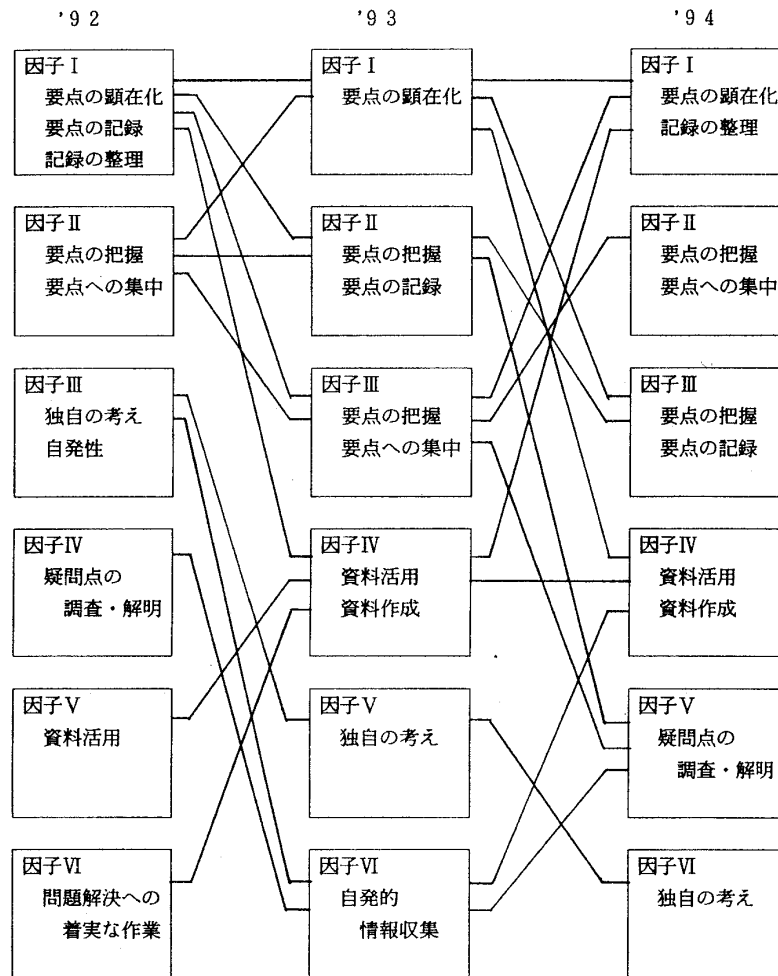 '92
'93
'94
因子Ⅰ
要点の顕在化
要点の記録
記録の整理
因子Ⅰ
要点の顕在化
因子Ⅰ
要点の顕在化
記録の整理
因子Ⅱ
要点の把握
要点への集中
因子Ⅱ
要点の把握
要点の記録
因子Ⅱ
要点の把握
要点への集中
因子Ⅲ
独自の考え
自発性
因子Ⅲ
要点の把握
要点への集中
因子Ⅲ
要点の把握
要点の記録
因子Ⅳ
疑問点の
調査・解明
因子Ⅳ
資料活用
資料作成
因子Ⅳ
資料活用
資料作成
因子Ⅴ
資料活用
因子Ⅴ
独自の考え
因子Ⅴ
疑問点の
調査・解明
因子Ⅵ
問題解決への
着実な作業
因子Ⅵ
自発的
情報収集
因子Ⅵ
独自の考え